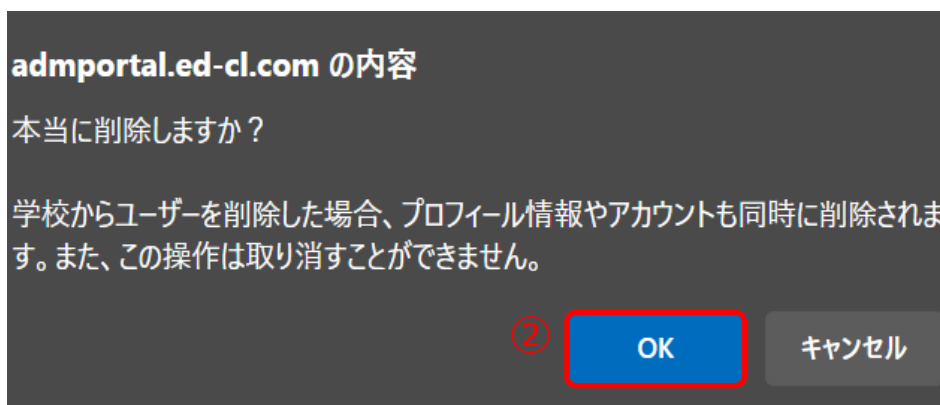 admportal.ed-cl.com の内容
本当に削除しますか？
学校からユーザーを削除した場合、プロフィール情報やアカウントも同時に削除されま
す。また、この操作は取り消すことができません。
② OK キャンセル